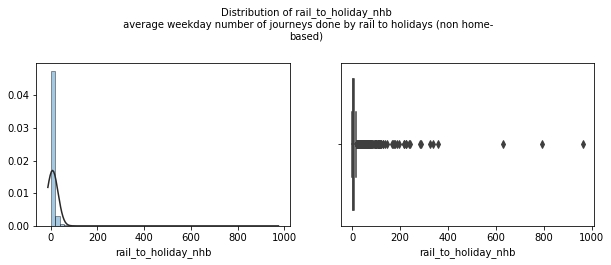 Distribution of rail_to_holiday_nhb
average weekday number of journeys done by rail to holidays (non home-
based)
0.04
0.03
0.02
0.01
0.00
0 200 400 600 800 1000
rail_to_holiday_nhb
0 200 400 600 800 1000
rail_to_holiday_nhb